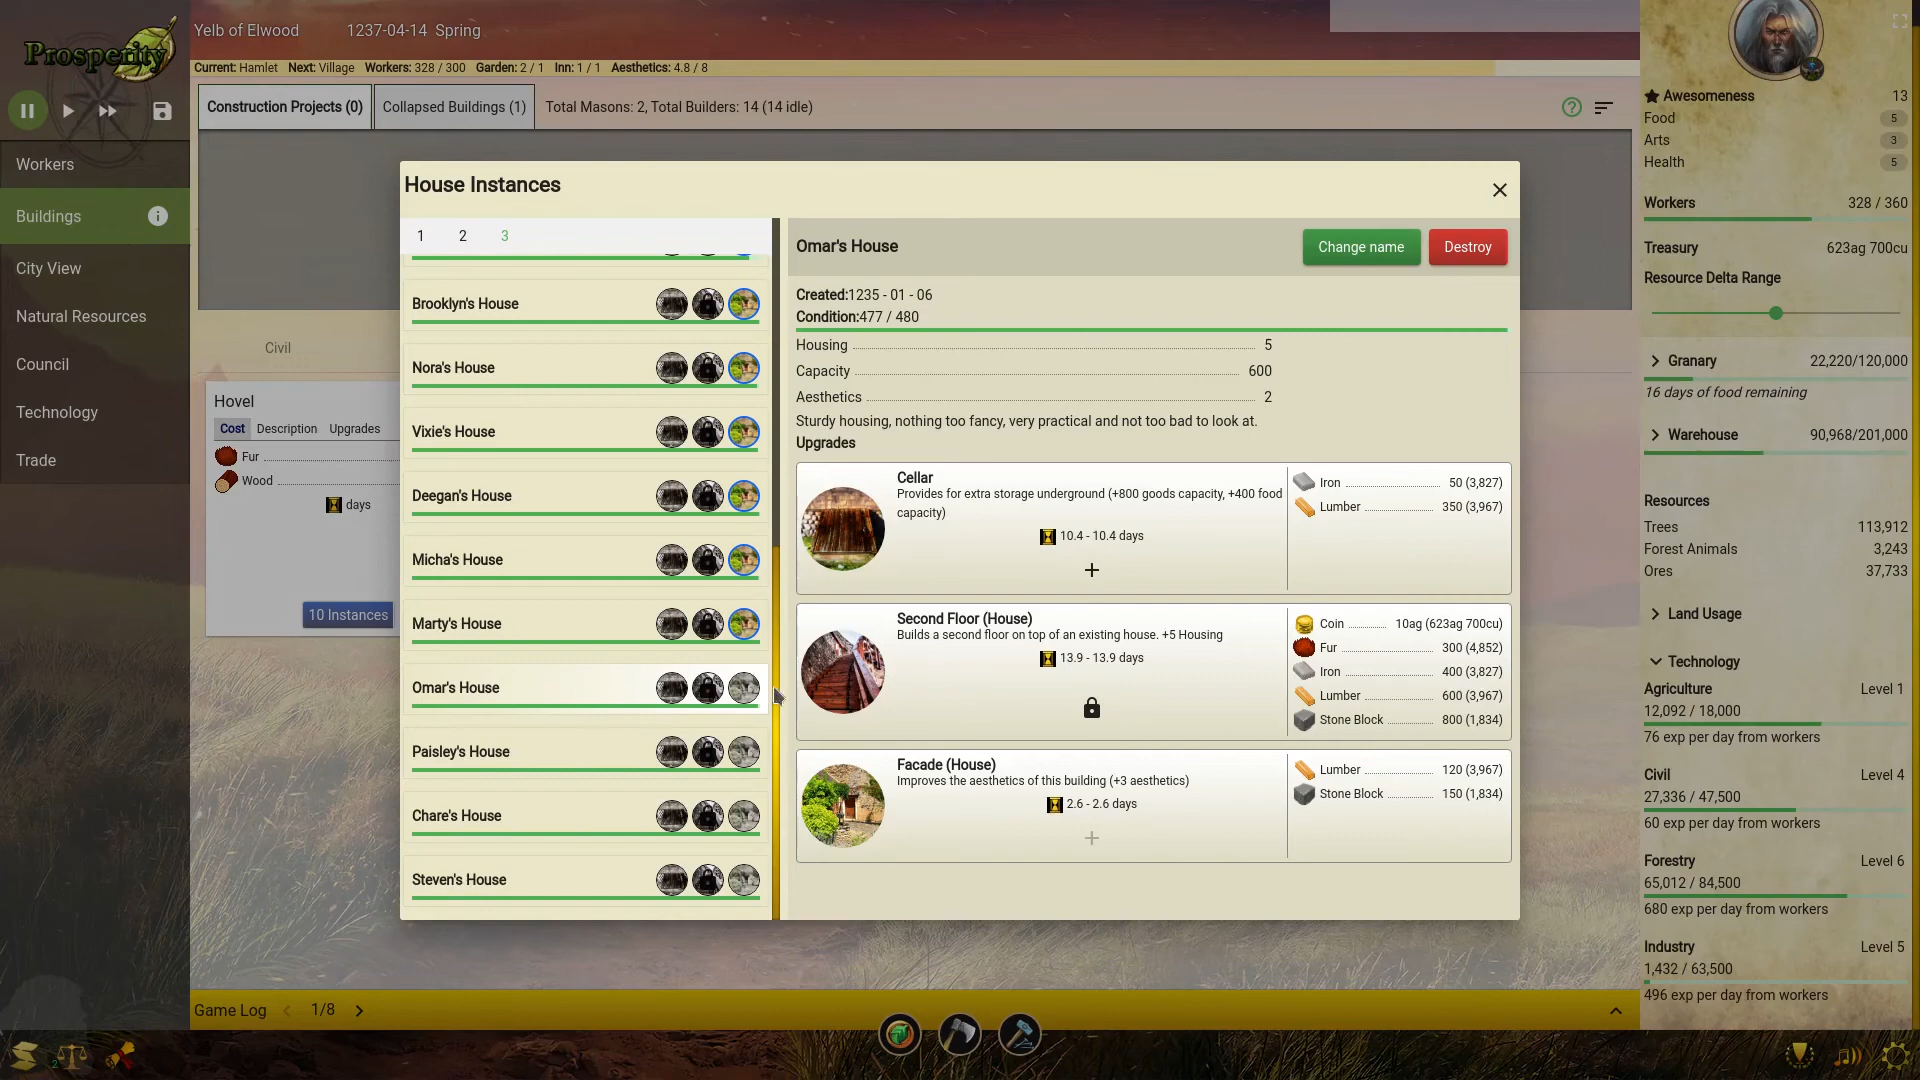 Prosperity
Yelb of Elwood 1237-04-14 Spring
Current: Hamlet Next: Village Workers: 328 / 300 Garden: 2 / 1 Inn: 1 / 1 Aesthetics: 4.8 / 8
Construction Projects (0) Collapsed Buildings (1) Total Masons: 2, Total Builders: 14 (14 idle)
Workers
Buildings
City View
Natural Resources
Council
Technology
Trade
Civil
Hovel
Cost Description Upgrades
Fur
Wood
days
10 Instances
House Instances
1 2 3
Brooklyn's House
Nora's House
Vixie's House
Deegan's House
Micha's House
Marty's House
Omar's House
Paisley's House
Chare's House
Steven's House
Omar's House
Change name
Destroy
Created:1235 - 01 - 06
Condition:477 / 480
Housing 5
Capacity 600
Aesthetics 2
Sturdy housing, nothing too fancy, very practical and not too bad to look at.
Upgrades
Cellar
Provides for extra storage underground (+800 goods capacity, +400 food
capacity)
10.4 - 10.4 days
Iron 50 (3,827)
Lumber 350 (3,967)
Second Floor (House)
Builds a second floor on top of an existing house. +5 Housing
13.9 - 13.9 days
Coin 10ag (623ag 700cu)
Fur 300 (4,852)
Iron 400 (3,827)
Lumber 600 (3,967)
Stone Block 800 (1,834)
Facade (House)
Improves the aesthetics of this building (+3 aesthetics)
2.6 - 2.6 days
Lumber 120 (3,967)
Stone Block 150 (1,834)
Awesomeness 13
Food 5
Arts 3
Health 5
Workers 328 / 360
Treasury 623ag 700cu
Resource Delta Range
Granary 22,220/120,000
16 days of food remaining
Warehouse 90,968/201,000
Resources
Trees 113,912
Forest Animals 3,243
Ores 37,733
Land Usage
Technology
Agriculture Level 1
12,092 / 18,000
76 exp per day from workers
Civil Level 4
27,336 / 47,500
60 exp per day from workers
Forestry Level 6
65,012 / 84,500
680 exp per day from workers
Industry Level 5
1,432 / 63,500
496 exp per day from workers
Game Log 1/8
2